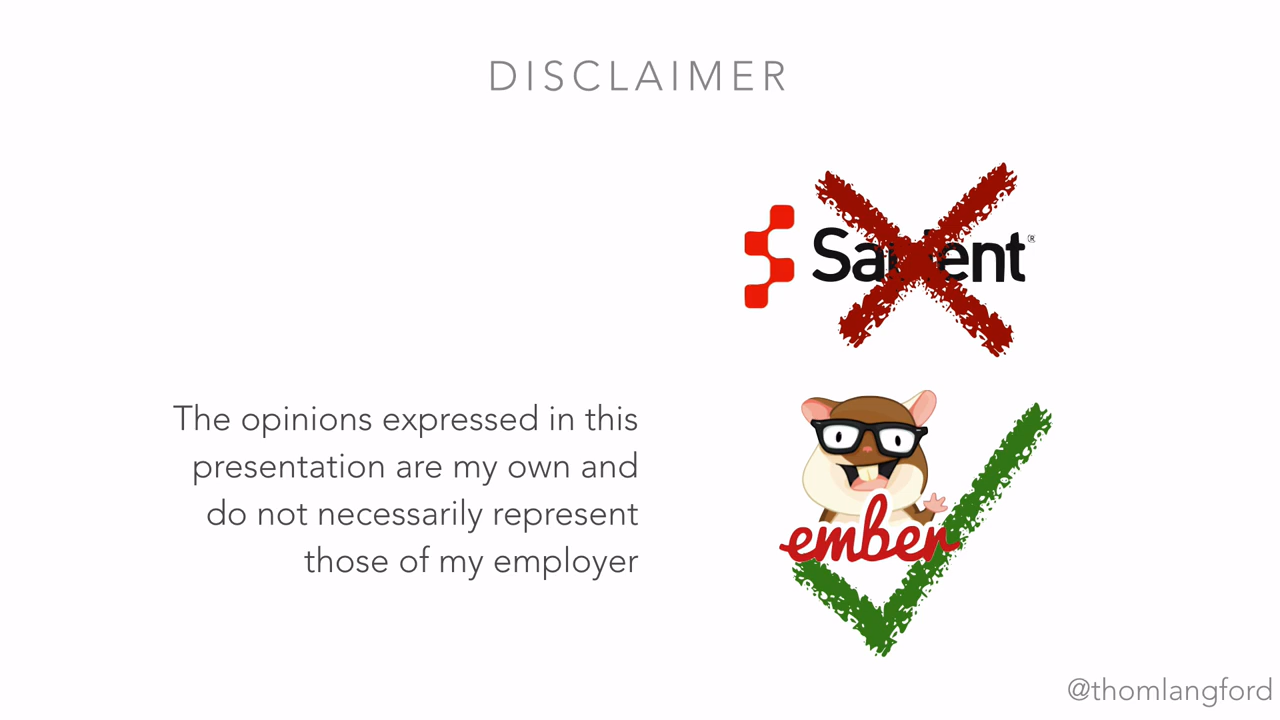 DISCLAIMER
Sapient®
The opinions expressed in this
presentation are my own and
do not necessarily represent
those of my employer
ember
@thomlangford